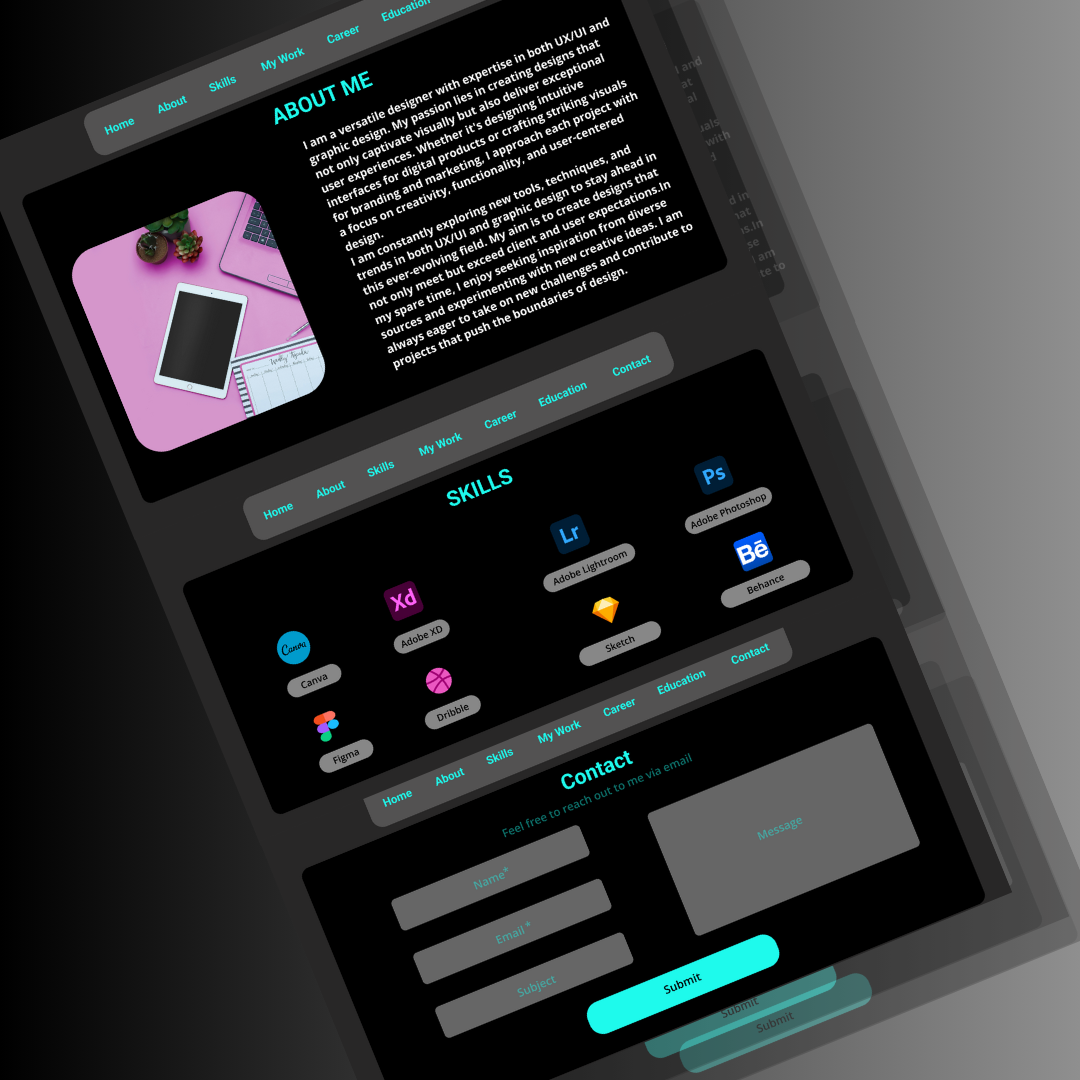 Home About Skills My Work Career Education
ABOUT ME
I am a versatile designer with expertise in both UX/UI and
graphic design. My passion lies in creating designs that
not only captivate visually but also deliver exceptional
user experiences. Whether it's designing intuitive
interfaces for digital products or crafting striking visuals
for branding and marketing, I approach each project with
a focus on creativity, functionality, and user-centered
design.
I am constantly exploring new tools, techniques, and
trends in both UX/UI and graphic design to stay ahead in
this ever-evolving field. My aim is to create designs that
not only meet but exceed client and user expectations.In
my spare time, I enjoy seeking inspiration from diverse
sources and experimenting with new creative ideas. I am
always eager to take on new challenges and contribute to
projects that push the boundaries of design.
Weekly Agenda
Home About Skills My Work Career Education Contact
SKILLS
Canva
Canva
Xd
Adobe XD
Lr
Adobe Lightroom
Ps
Adobe Photoshop
Figma
Dribble
Sketch
Bē
Behance
Home About Skills My Work Career Education Contact
Contact
Feel free to reach out to me via email
Name*
Email *
Subject
Message
Submit
Submit
Submit